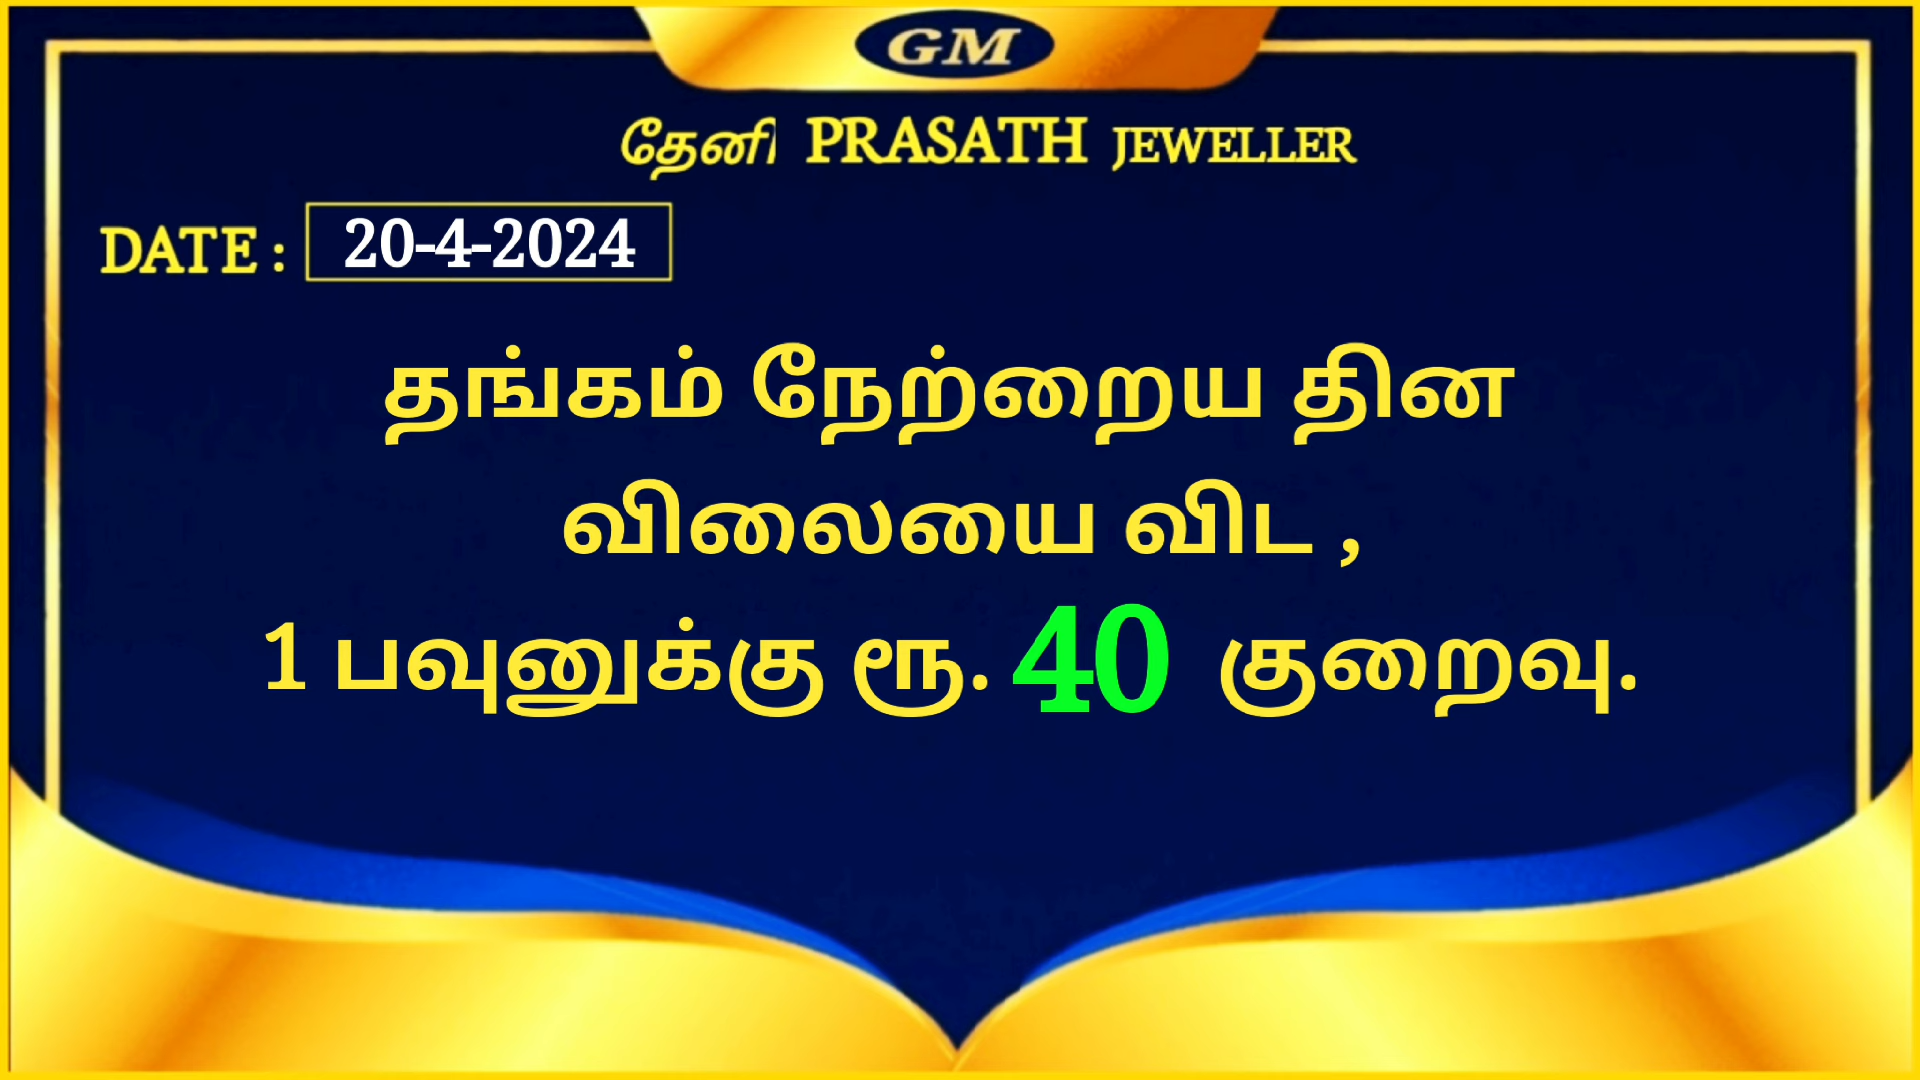 GM
தேனி PRASATH JEWELLER
DATE : 20-4-2024
தங்கம் நேற்றைய தின
விலையை விட ,
1 பவுனுக்கு ரூ. 40 குறைவு.